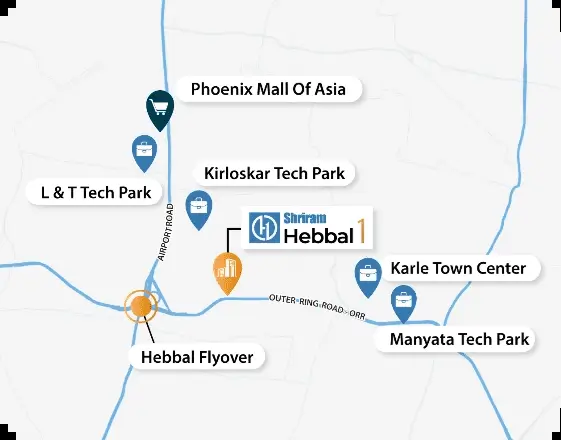 Phoenix Mall Of Asia
L & T Tech Park
Kirloskar Tech Park
AIRPORT ROAD
Shriram
Hebbal 1
Karle Town Center
OUTER RING ROAD - ORR
Manyata Tech Park
Hebbal Flyover